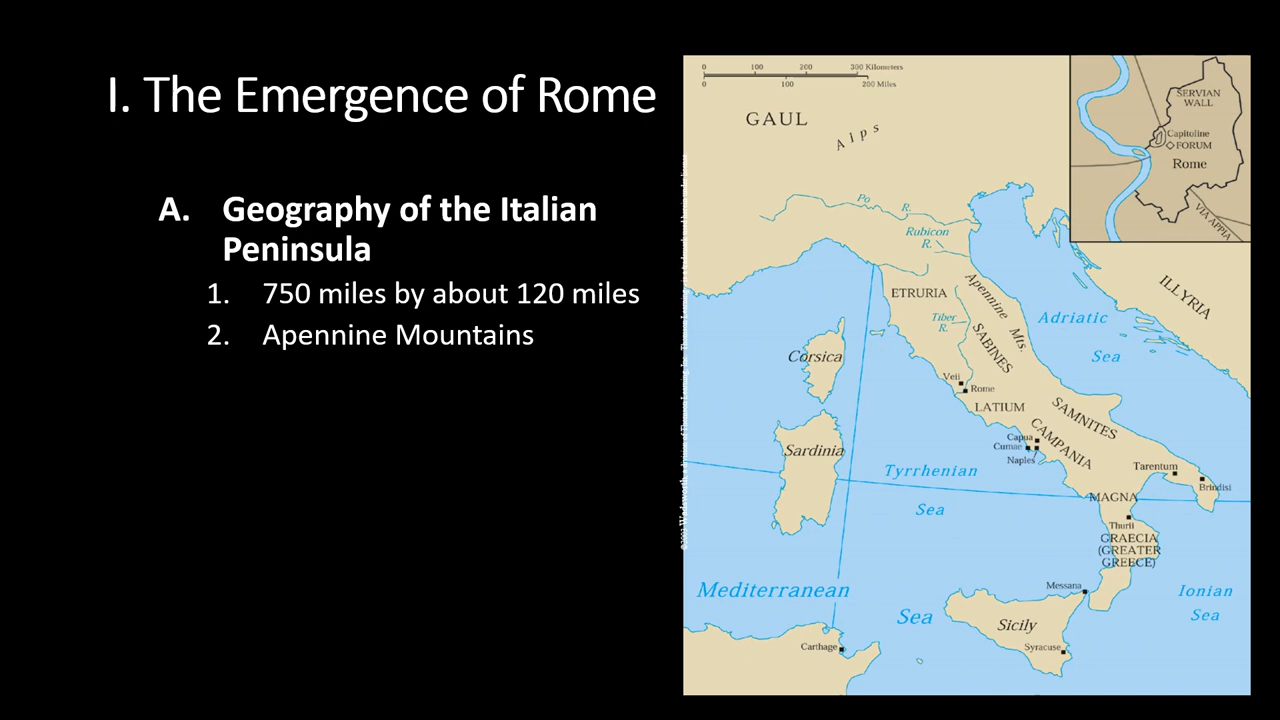 I. The Emergence of Rome
A. Geography of the Italian
Peninsula
1. 750 miles by about 120 miles
2. Apennine Mountains
0 100 200 300 Kilometers
0 100 200 Miles
GAUL
Alps
SERVIAN
WALL
Capitoline
FORUM
Rome
VIA APPIA
Po R.
Rubicon
R.
ETRURIA
Apennine Mts.
ILLYRIA
Tiber
R.
SABINES
Adriatic
Sea
Corsica
Veii
Rome
LATIUM
SAMNITES
CAMPANIA
Capua
Cumae
Naples
Sardinia
Tyrrhenian
Sea
Tarentum
Brindisi
MAGNA
Thurii
GRAECIA
(GREATER
GREECE)
Messana
Mediterranean
Sea
Ionian
Sea
Sicily
Carthage
Syracuse